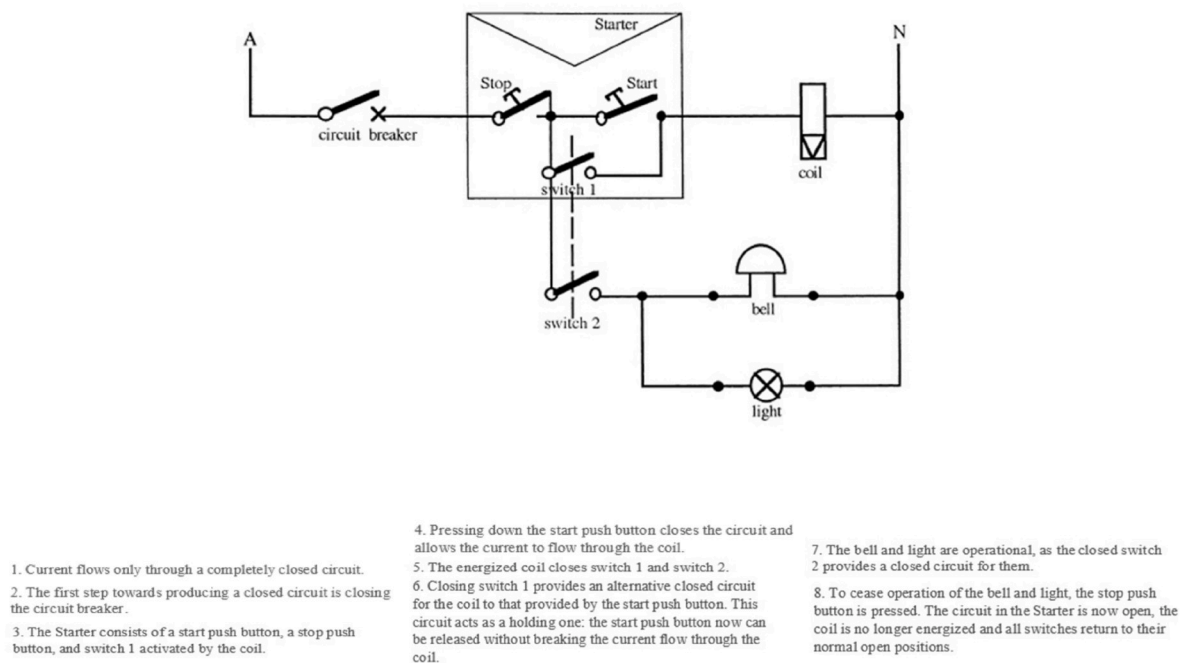 Starter
A
N
Stop
Start
circuit breaker
coil
switch 1
bell
switch 2
light
1. Current flows only through a completely closed circuit.
2. The first step towards producing a closed circuit is closing
the circuit breaker.
3. The Starter consists of a start push button, a stop push
button, and switch 1 activated by the coil.
4. Pressing down the start push button closes the circuit and
allows the current to flow through the coil.
5. The energized coil closes switch 1 and switch 2.
6. Closing switch 1 provides an alternative closed circuit
for the coil to that provided by the start push button. This
circuit acts as a holding one: the start push button now can
be released without breaking the current flow through the
coil.
7. The bell and light are operational, as the closed switch
2 provides a closed circuit for them.
8. To cease operation of the bell and light, the stop push
button is pressed. The circuit in the Starter is now open, the
coil is no longer energized and all switches return to their
normal open positions.